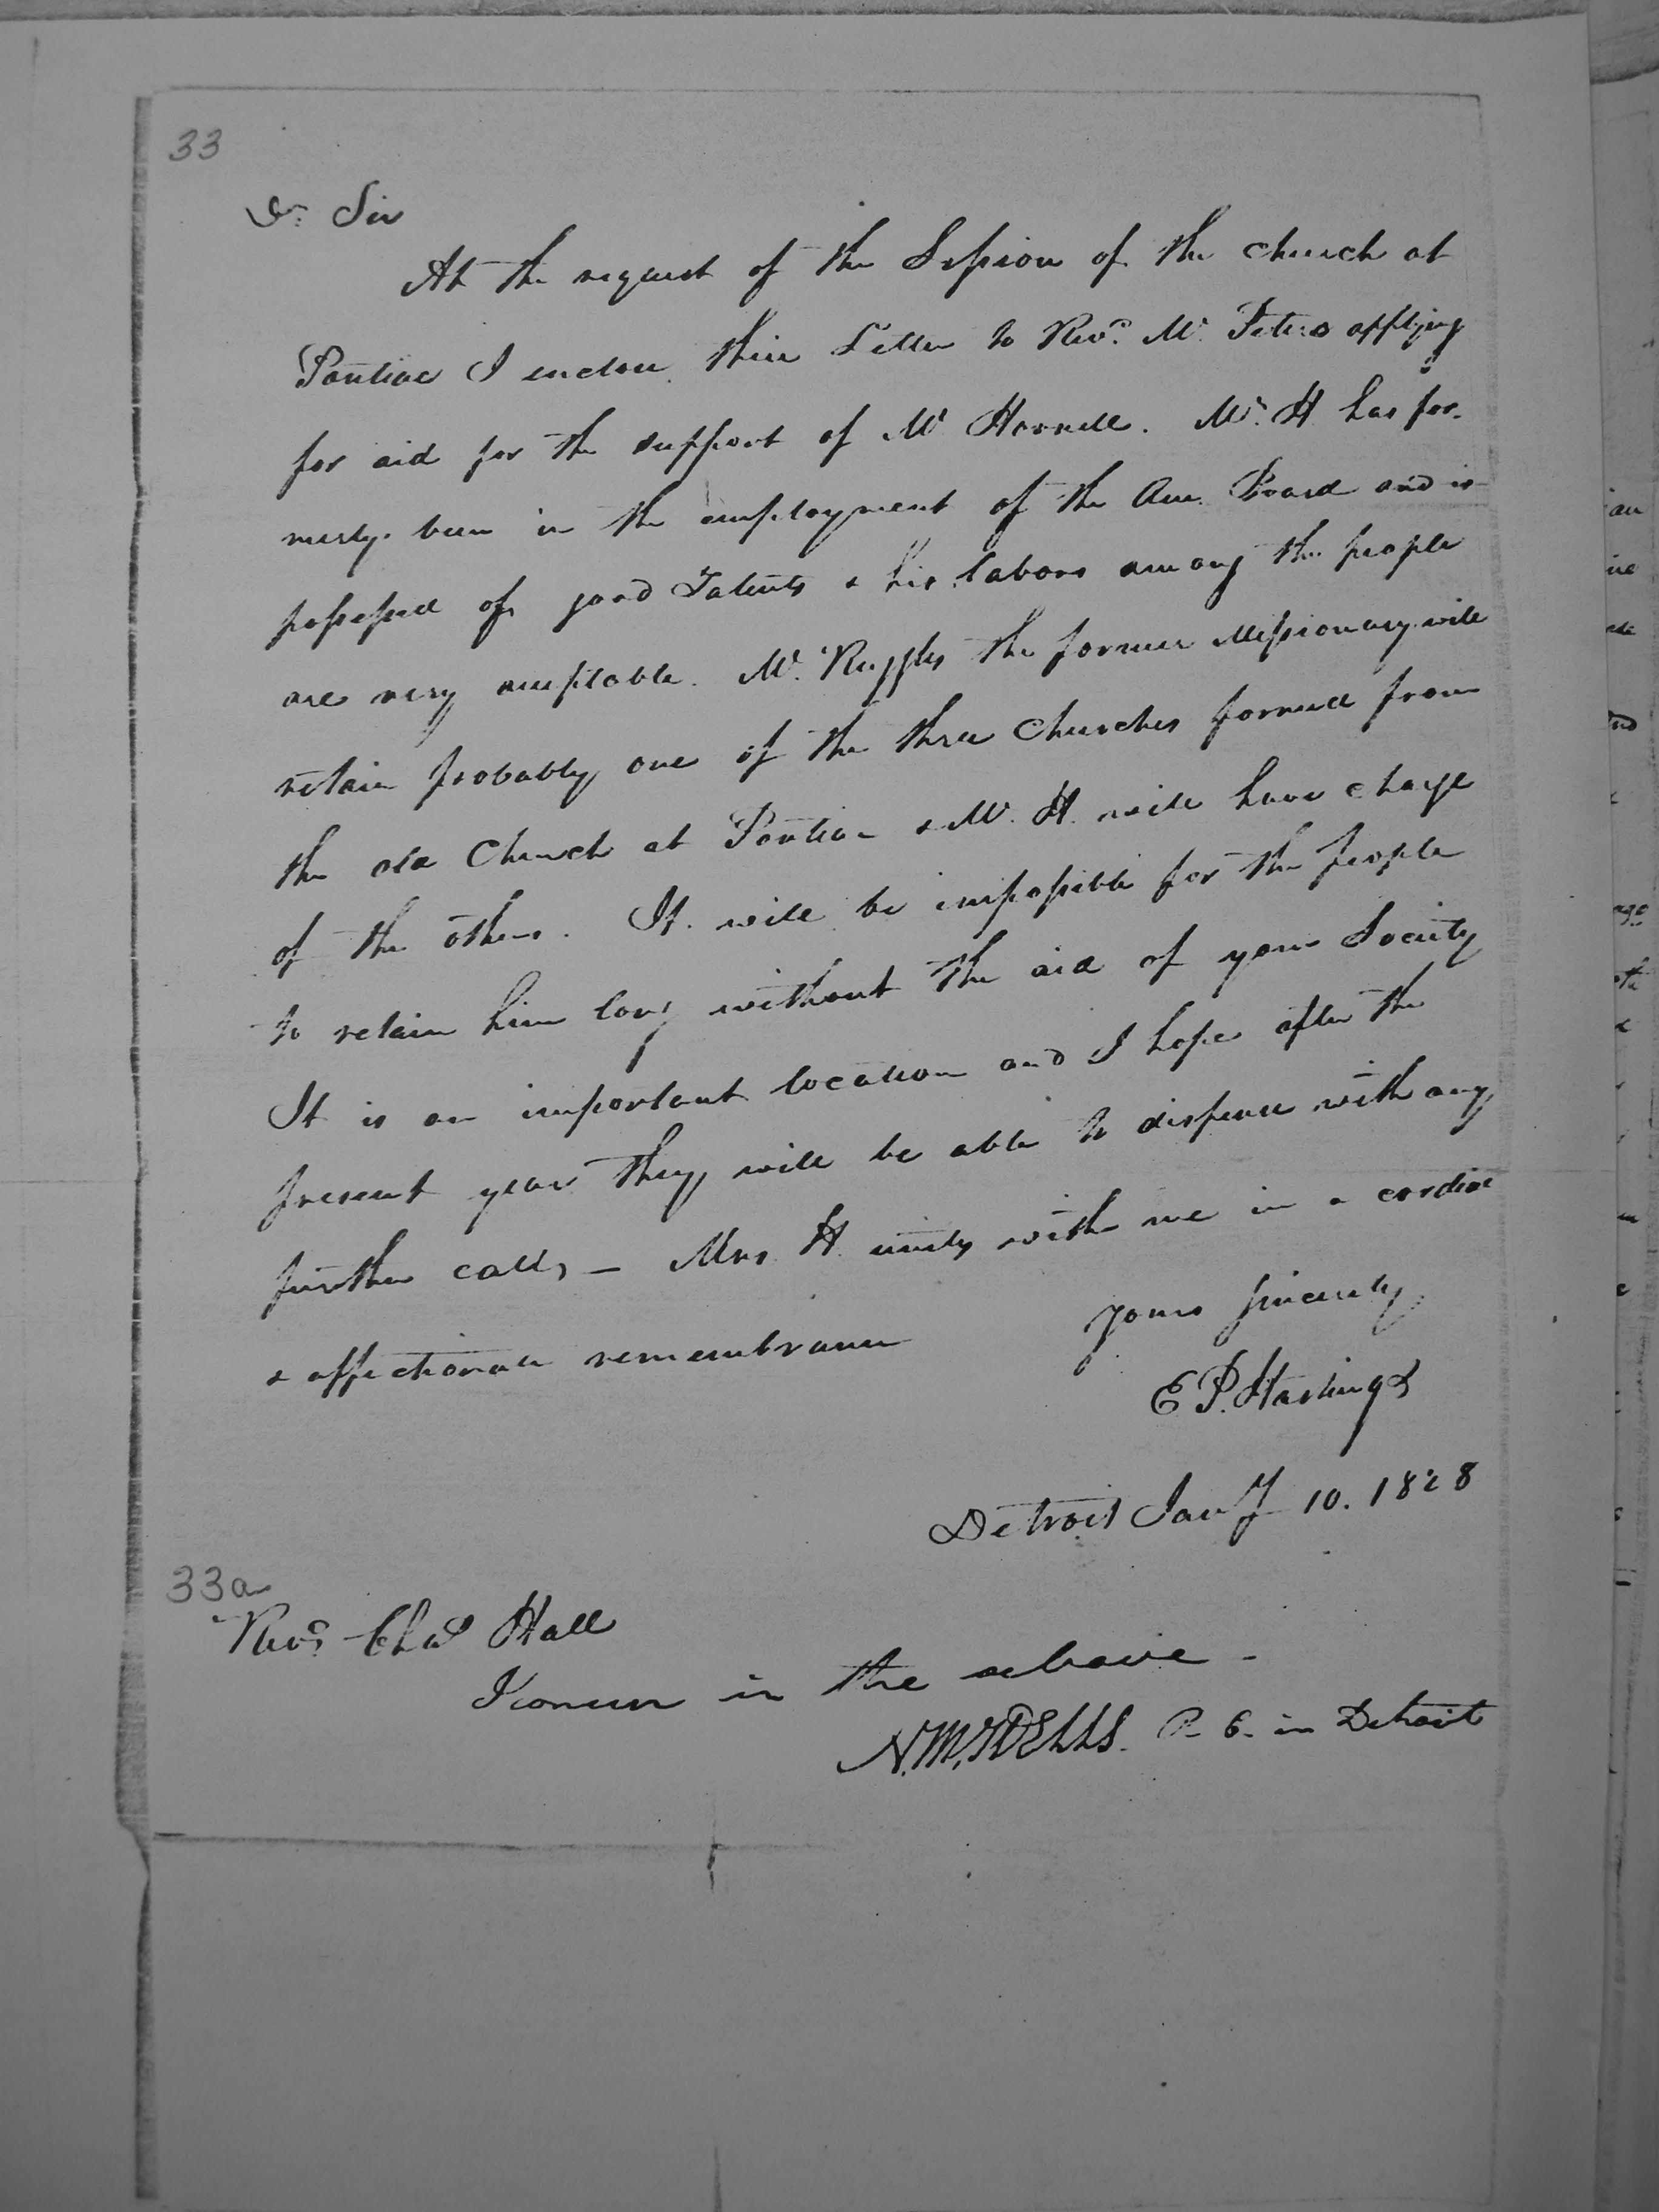 33
Dr. Sir
At the request of the Session of the church at
Pontiac I enclose their Letter to Revd. Mr. Peters applying
for aid for the support of Mr Hornell. Mr. H has for-
merly been in the employment of the Am. Board and is
possessed of good Talents & his labors among the people
are very acceptable. Mr. Ruggles the former Missionary will
retain probably one of the three Churches formed from
the old Church at Pontiac & Mr. H. will have charge
of the others. It will be impossible for the people
to retain him long without the aid of your Society
It is an important location and I hope after the
present year they will be able to dispense with any
further calls, — Mrs H. unites with me in a cordial
& affectionate remembrance
Yours Sincerely
E. P. Hastings
Detroit Jany 10. 1828
33a
Revd. Chas Hall
I concur in the above -
N. M. WELLS. in Detroit